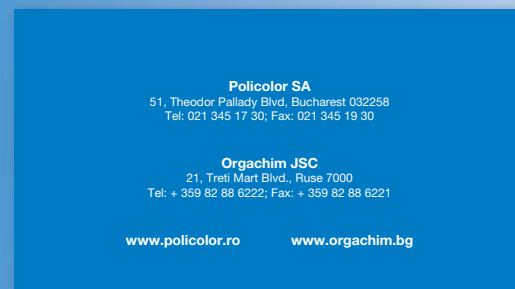 Policolor SA
51, Theodor Pallady Blvd, Bucharest 032258
Tel: 021 345 17 30; Fax: 021 345 19 30
Orgachim JSC
21, Treti Mart Blvd., Ruse 7000
Tel: + 359 82 88 6222; Fax: + 359 82 88 6221
www.policolor.ro www.orgachim.bg